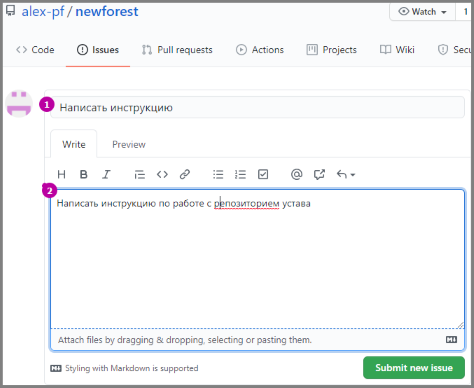 alex-pf / newforest
Watch 1
Code Issues Pull requests Actions Projects Wiki Secu
1 Написать инструкцию
Write Preview
H B I
2
Написать инструкцию по работе с репозиторием устава
Attach files by dragging & dropping, selecting or pasting them.
Styling with Markdown is supported Submit new issue